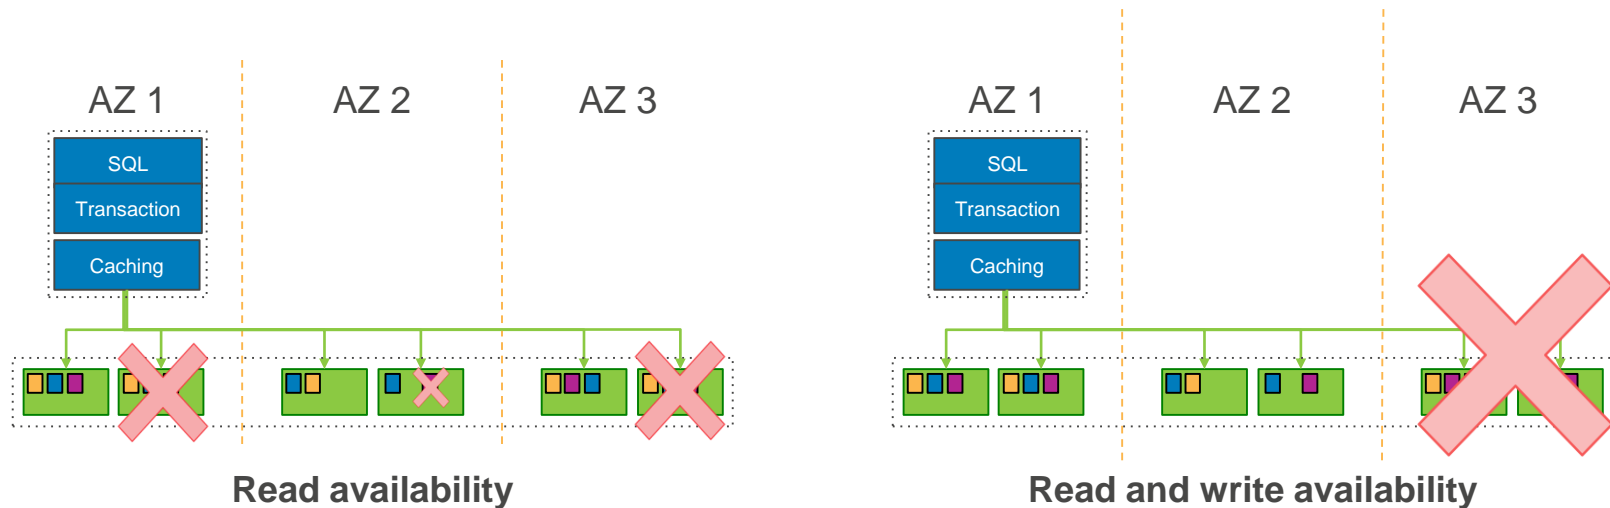 AZ 1 AZ 2 AZ 3
SQL
Transaction
Caching
Read availability
AZ 1 AZ 2 AZ 3
SQL
Transaction
Caching
Read and write availability